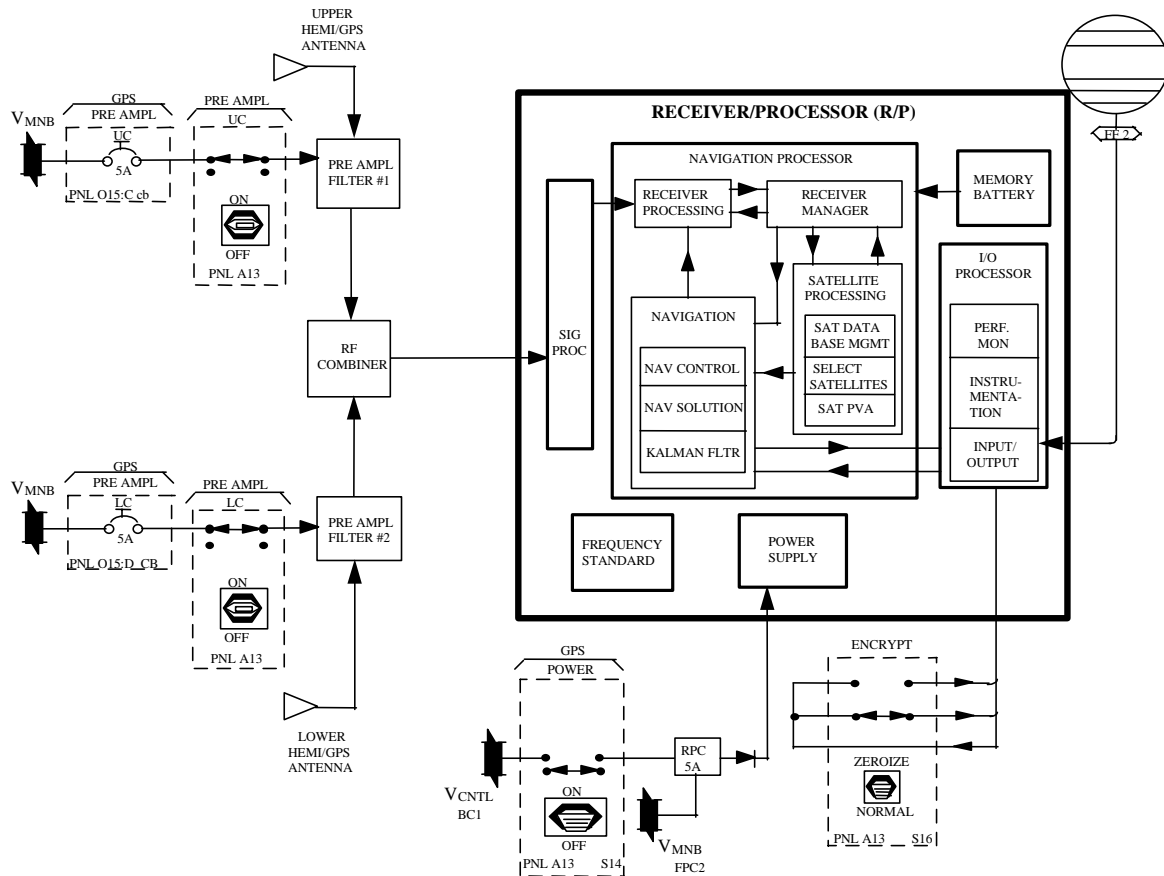 UPPER
HEMI/GPS
ANTENNA
GPS
PRE AMPL
VMNB
UC
5A
PNL O15:C cb
PRE AMPL
UC
ON
OFF
PNL A13
PRE AMPL
FILTER #1
RF
COMBINER
GPS
PRE AMPL
VMNB
LC
5A
PNL O15:D CB
PRE AMPL
LC
ON
OFF
PNL A13
PRE AMPL
FILTER #2
LOWER
HEMI/GPS
ANTENNA
RECEIVER/PROCESSOR (R/P)
SIG
PROC
NAVIGATION PROCESSOR
RECEIVER
PROCESSING
RECEIVER
MANAGER
NAVIGATION
NAV CONTROL
NAV SOLUTION
KALMAN FLTR
SATELLITE
PROCESSING
SAT DATA
BASE MGMT
SELECT
SATELLITES
SAT PVA
MEMORY
BATTERY
I/O
PROCESSOR
PERF.
MON
INSTRU-
MENTA-
TION
INPUT/
OUTPUT
FF 2
FREQUENCY
STANDARD
POWER
SUPPLY
GPS
POWER
VCNTL
BC1
ON
OFF
PNL A13 S14
RPC
5A
VMNB
FPC2
ENCRYPT
ZEROIZE
NORMAL
PNL A13 S16